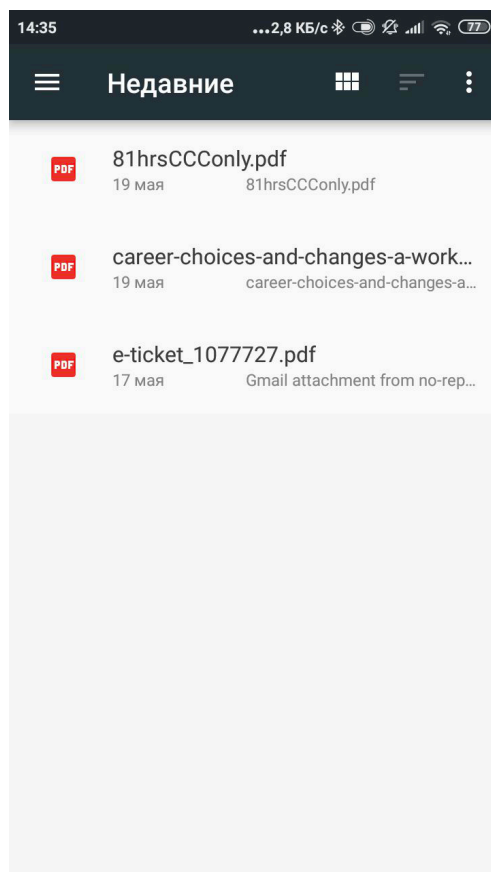 14:35 ...2,8 КБ/с 77
Недавние
PDF 81hrsCCConly.pdf
19 мая 81hrsCCConly.pdf
PDF career-choices-and-changes-a-work...
19 мая career-choices-and-changes-a...
PDF e-ticket_1077727.pdf
17 мая Gmail attachment from no-rep...